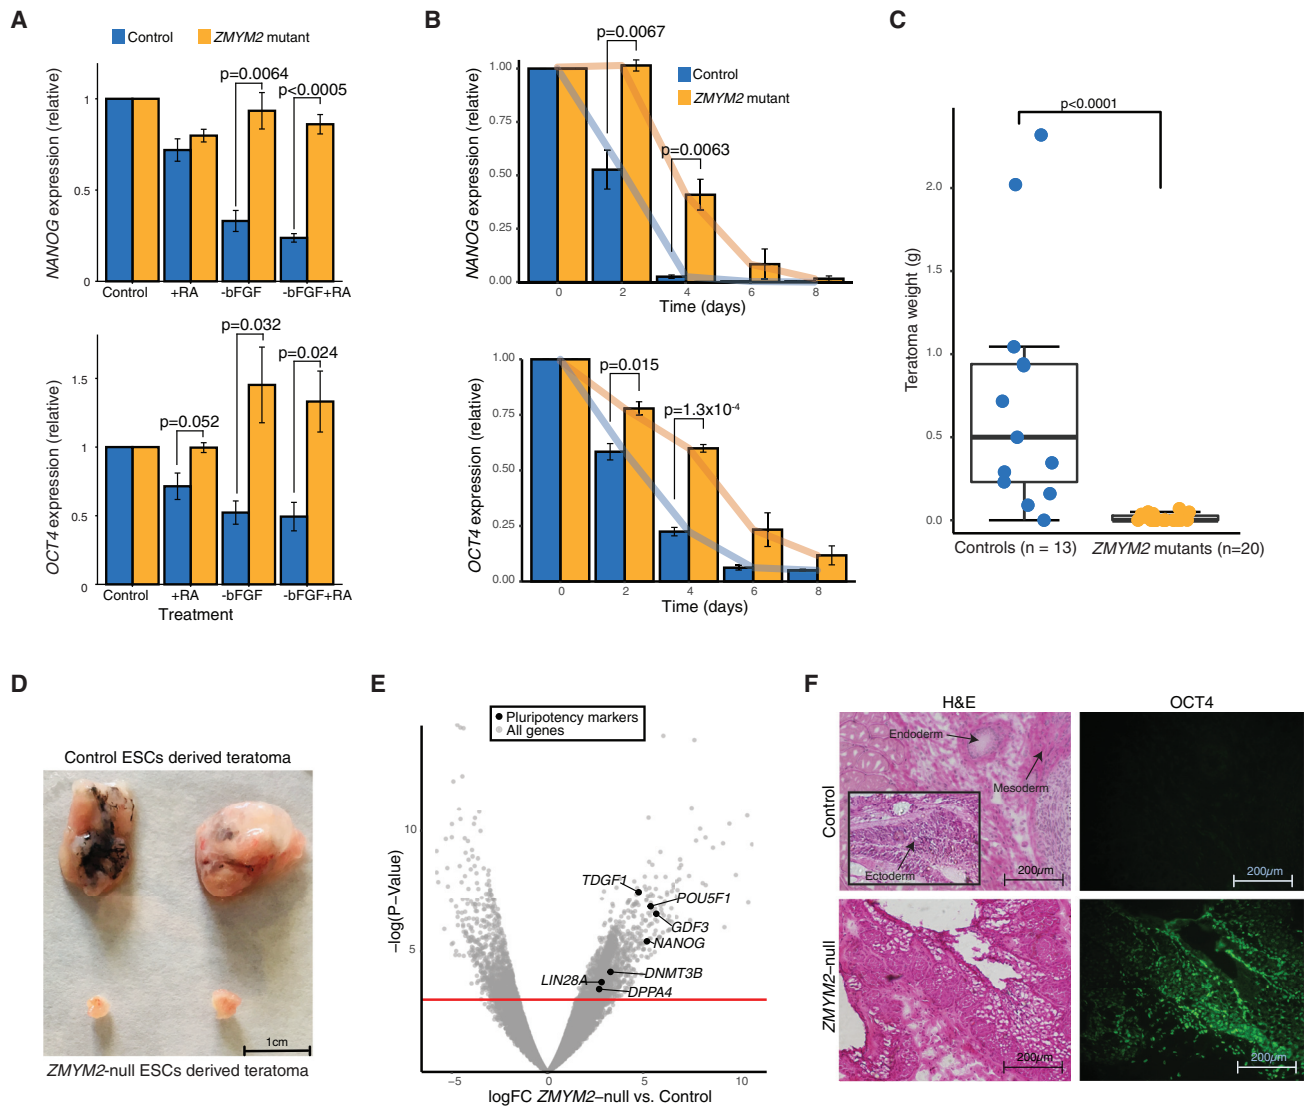 A
Control
ZMYM2 mutant
NANOG expression (relative)
1
0.5
0
p=0.0064
p<0.0005
Control
+RA
-bFGF
-bFGF+RA
OCT4 expression (relative)
1.5
1
0.5
0
p=0.052
p=0.032
p=0.024
Control
+RA
-bFGF
-bFGF+RA
Treatment
B
Control
ZMYM2 mutant
NANOG expression (relative)
1.00
0.75
0.50
0.25
0.00
p=0.0067
p=0.0063
0
2
4
6
8
Time (days)
OCT4 expression (relative)
1.00
0.75
0.50
0.25
0.00
p=0.015
p=1.3x10-4
0
2
4
6
8
Time (days)
C
p<0.0001
Teratoma weight (g)
2.0
1.5
1.0
0.5
0.0
Controls (n = 13)
ZMYM2 mutants (n=20)
D
Control ESCs derived teratoma
1cm
ZMYM2-null ESCs derived teratoma
E
Pluripotency markers
All genes
−log(P−Value)
10
5
TDGF1
POU5F1
GDF3
NANOG
DNMT3B
LIN28A
DPPA4
−5
0
5
10
logFC ZMYM2−null vs. Control
F
H&E
OCT4
Control
Endoderm
Mesoderm
Ectoderm
200µm
200µm
ZMYM2−null
200µm
200µm